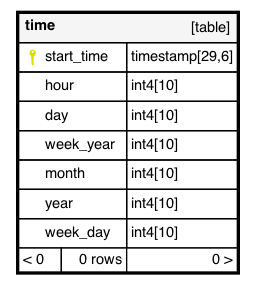 time [table]
start_time timestamp[29,6]
hour int4[10]
day int4[10]
week_year int4[10]
month int4[10]
year int4[10]
week_day int4[10]
< 0 0 rows 0 >